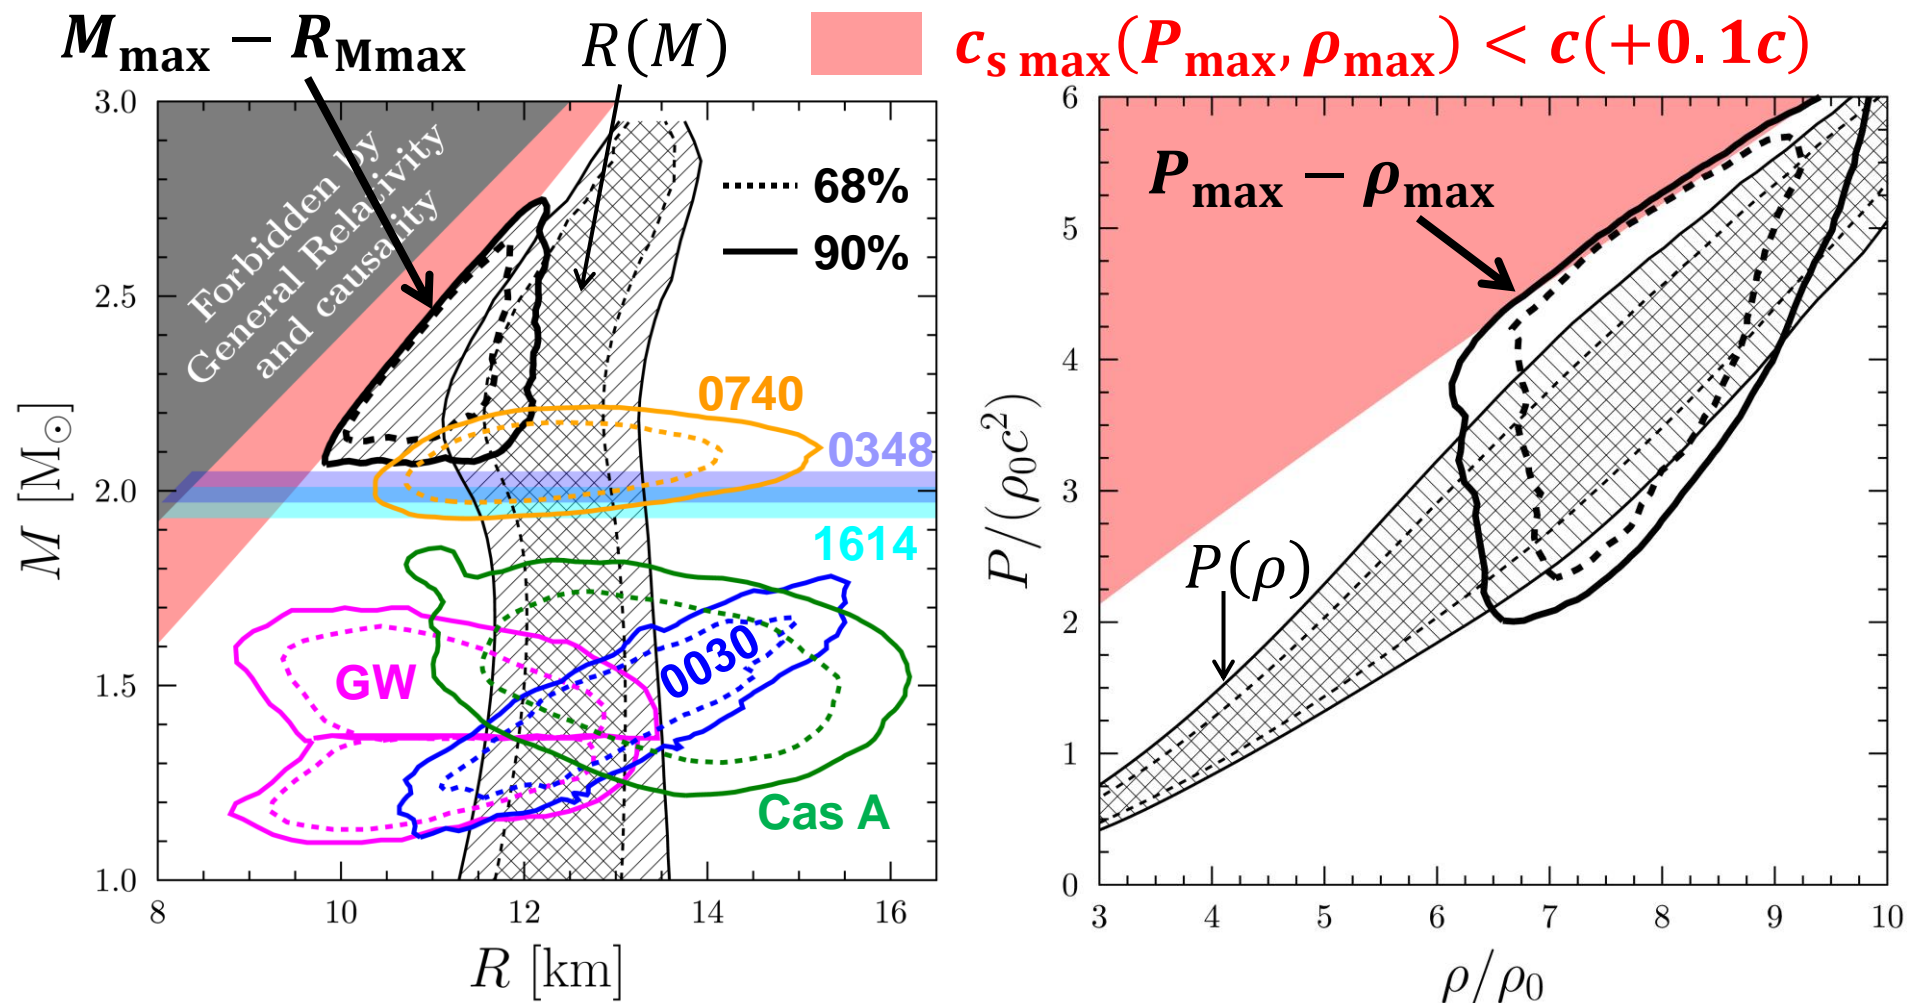 M_max − R_Mmax
R(M)
c_s max(P_max, ρ_max) < c(+0.1c)
Forbidden by
General Relativity
and causality
68%
90%
0740
0348
1614
GW
0030
Cas A
3.0
2.5
2.0
1.5
1.0
M [M☉]
8 10 12 14 16
R [km]
P_max − ρ_max
P(ρ)
6
5
4
3
2
1
0
P/(ρ₀c²)
3 4 5 6 7 8 9 10
ρ/ρ₀